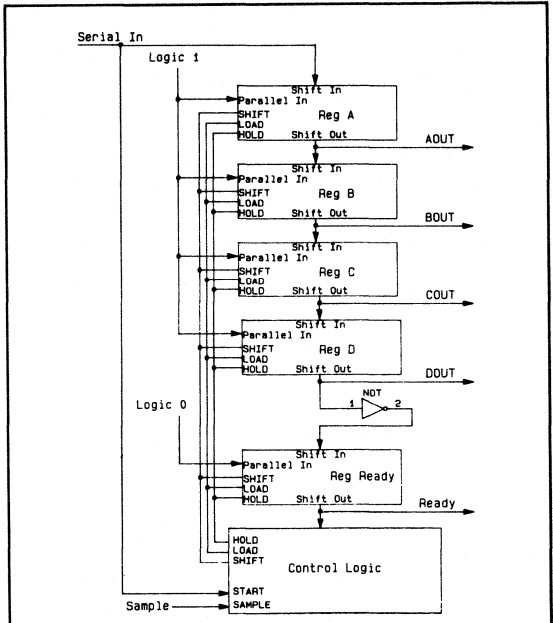 Serial In
Logic 1
Shift In
Parallel In
SHIFT
LOAD
HOLD
Reg A
Shift Out
AOUT
Shift In
Parallel In
SHIFT
LOAD
HOLD
Reg B
Shift Out
BOUT
Shift In
Parallel In
SHIFT
LOAD
HOLD
Reg C
Shift Out
COUT
Shift In
Parallel In
SHIFT
LOAD
HOLD
Reg D
Shift Out
DOUT
NOT
1 2
Logic 0
Shift In
Parallel In
SHIFT
LOAD
HOLD
Reg Ready
Shift Out
Ready
HOLD
LOAD
SHIFT
Control Logic
START
Sample
SAMPLE